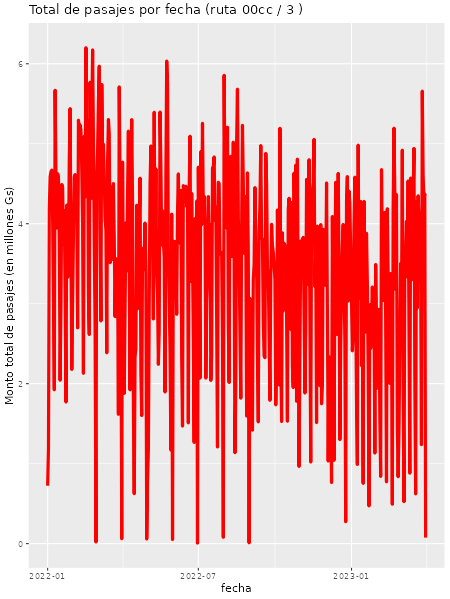 Total de pasajes por fecha (ruta 00cc / 3 )
Monto total de pasajes (en millones Gs)
6
4
2
0
2022-01
2022-07
2023-01
fecha